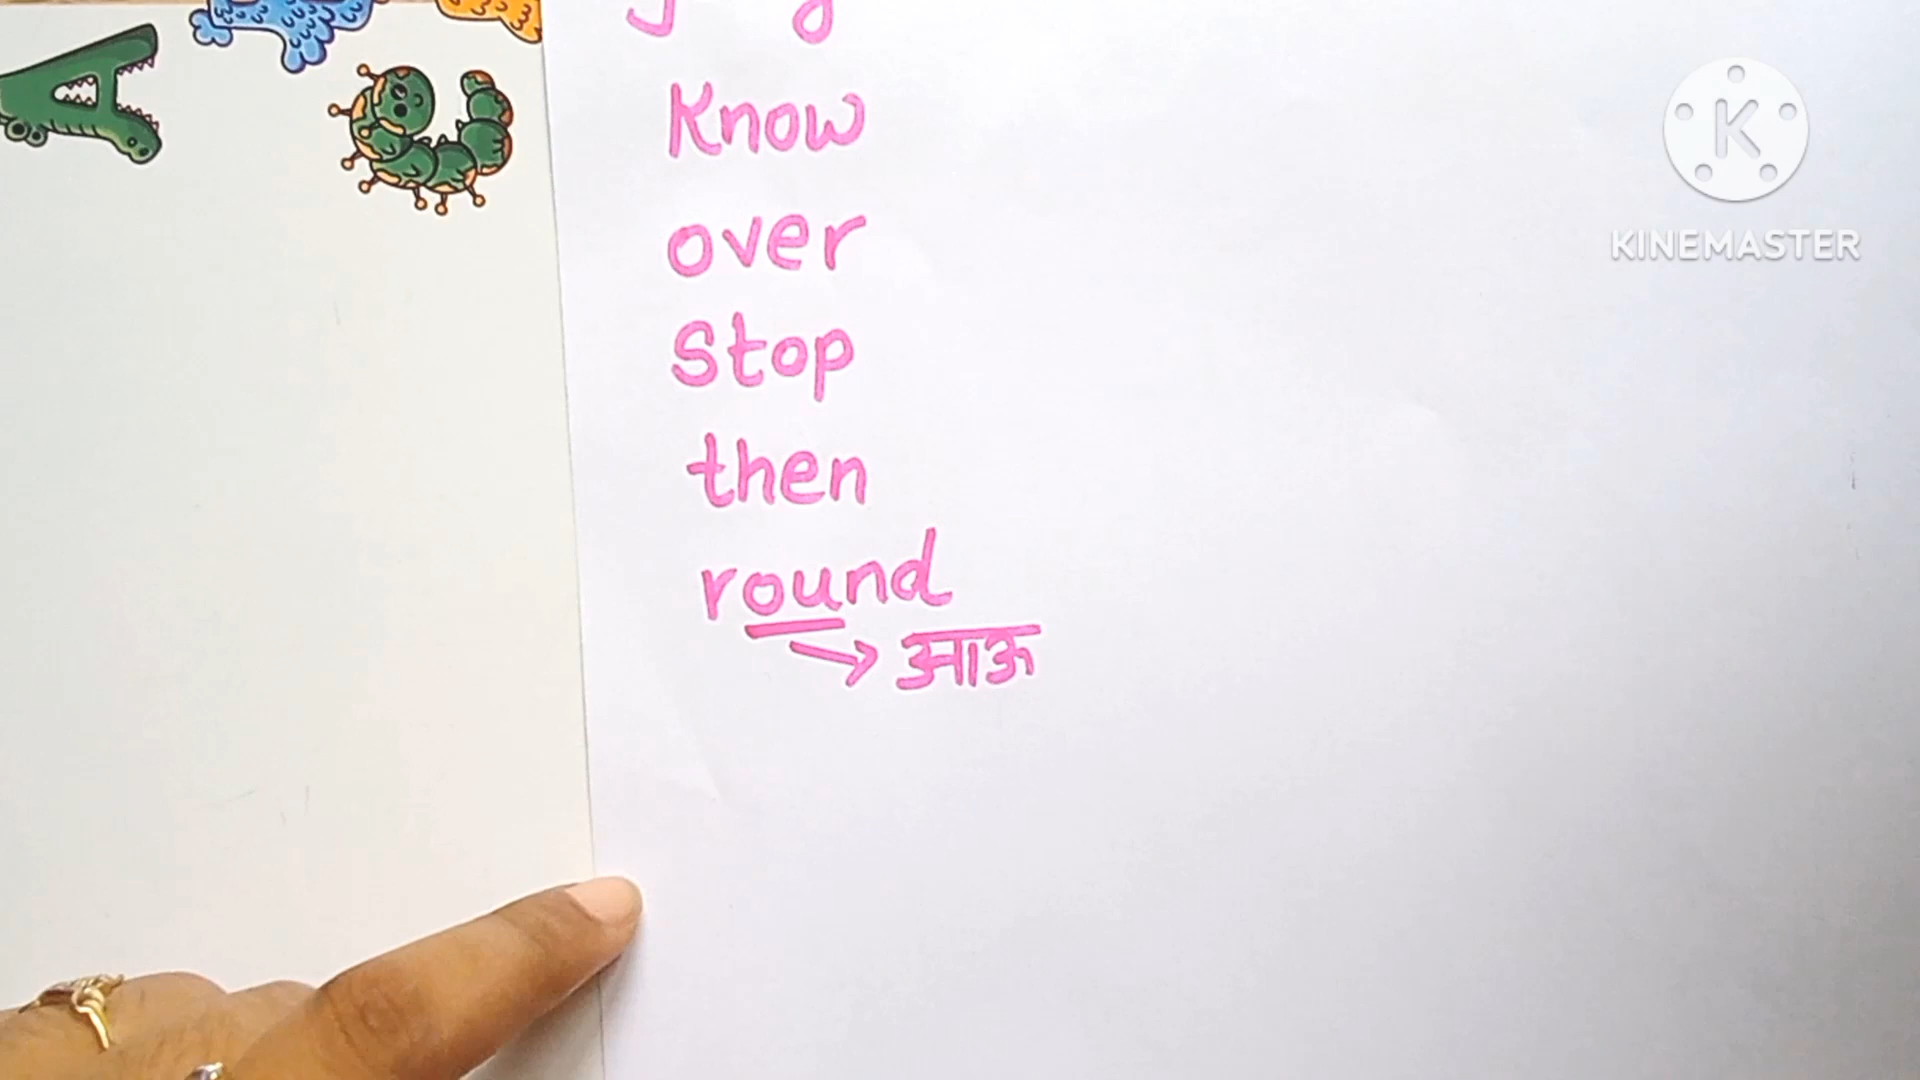 Know
over
Stop
then
round
→ आऊ
K
KINEMASTER